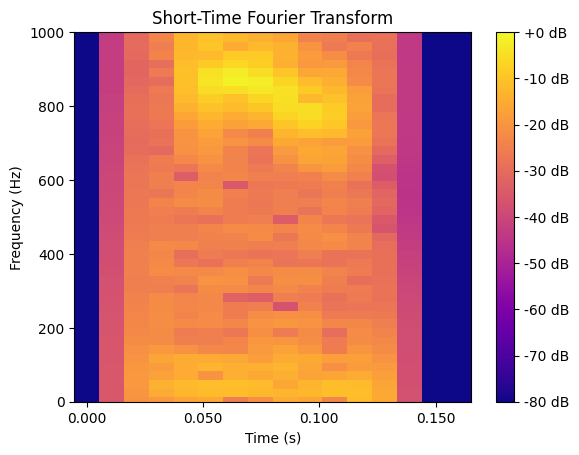 Short-Time Fourier Transform
1000
800
600
400
200
0
Frequency (Hz)
0.000
0.050
0.100
0.150
Time (s)
+0 dB
-10 dB
-20 dB
-30 dB
-40 dB
-50 dB
-60 dB
-70 dB
-80 dB